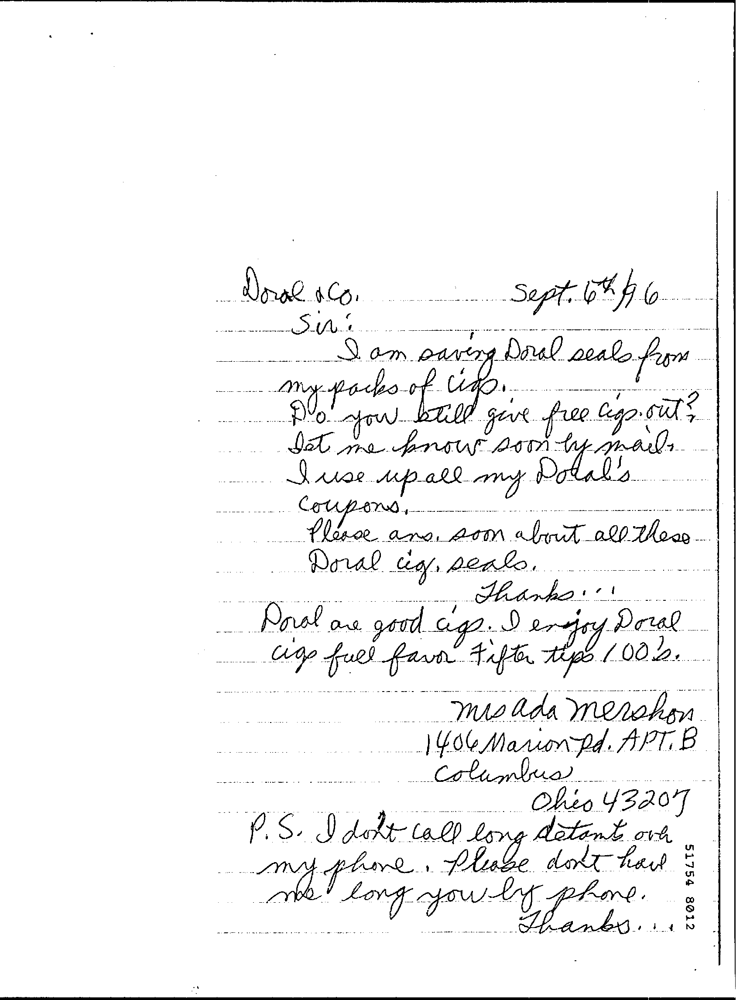 Doral & Co. Sept. 6th/96
Sir:
I am saving Doral seals from
my packs of cigs.
Do you still give free cigs. out?
Let me know soon by mail,
I use up all my Doral's
coupons.
Please ans. soon about all these
Doral cig. seals.
Thanks...
Doral are good cigs. I enjoy Doral
cigs full favor Fifter tips 100's.
Mrs Ada Mershon
1406 Marion Rd. APT. B
Columbus
Ohio 43207
P.S. I don't call long distants over
my phone. Please don't have
me long you by phone.
Thanks...
51754 8012